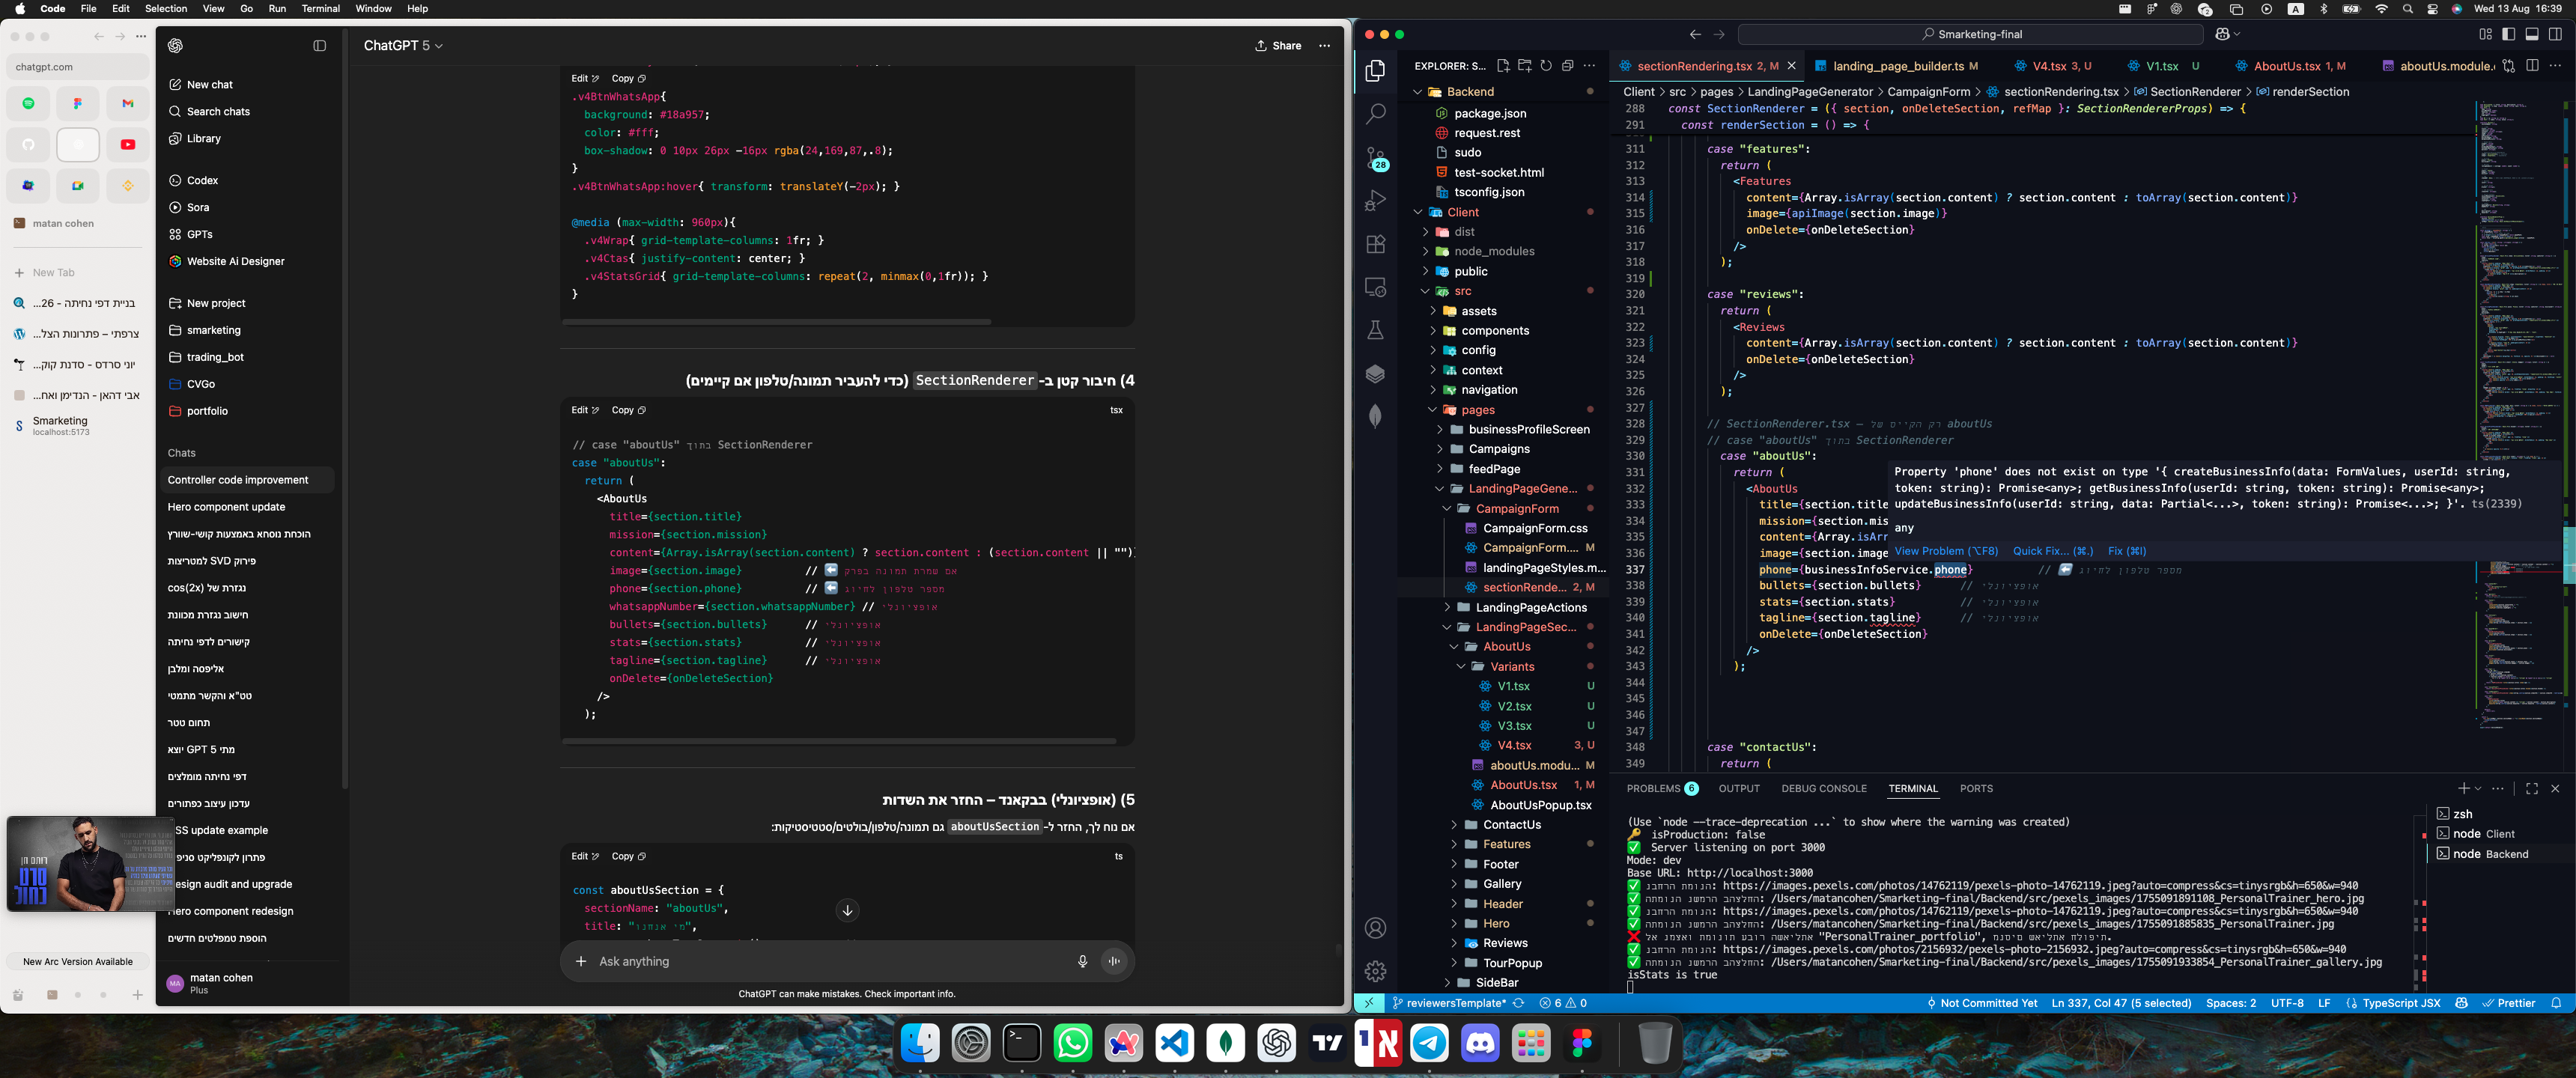 Code File Edit Selection View Go Run Terminal Window Help
Wed 13 Aug 16:39
chatgpt.com
matan cohen
New Tab
בניית דפי נחיתה - 26...
צרפתי – פתרונות הצל...
יוני סרדס - סדנת קוק...
אבי דהאן - הנדימן ואח...
Smarketing
localhost:5173
New Arc Version Available
New chat
Search chats
Library
Codex
Sora
GPTs
Website Ai Designer
New project
smarketing
trading_bot
CVGo
portfolio
Chats
Controller code improvement
Hero component update
הוכחת נוסחא באמצעות קושי-שוורץ
פירוק SVD למטריצות
נגזרת של cos(2x)
חישוב נגזרת מכוונת
קישורים לדפי נחיתה
אליפסה ומלבן
טט"א והקשר מתמטי
תחום טטר
מתי GPT 5 יוצא
דפי נחיתה מומלצים
עדכון עיצוב כפתורים
SS update example
פתרון לקונפליקט סניפ
esign audit and upgrade
ero component redesign
הוספת טמפלטים חדשים
MA
matan cohen
Plus
ChatGPT 5
Share
Edit Copy
.v4BtnWhatsApp{
background: #18a957;
color: #fff;
box-shadow: 0 10px 26px -16px rgba(24,169,87,.8);
}
.v4BtnWhatsApp:hover{ transform: translateY(-2px); }
@media (max-width: 960px){
.v4Wrap{ grid-template-columns: 1fr; }
.v4Ctas{ justify-content: center; }
.v4StatsGrid{ grid-template-columns: repeat(2, minmax(0,1fr)); }
}
4) חיבור קטן ב-SectionRenderer (כדי להעביר תמונה/טלפון אם קיימים)
Edit Copy tsx
// case "aboutUs" בתוך SectionRenderer
case "aboutUs":
return (
<AboutUs
title={section.title}
mission={section.mission}
content={Array.isArray(section.content) ? section.content : (section.content || "")}
image={section.image} // ⬅️ אם שמרת תמונה בפרק
phone={section.phone} // ⬅️ מספר טלפון לחיוג
whatsappNumber={section.whatsappNumber} // אופציונלי
bullets={section.bullets} // אופציונלי
stats={section.stats} // אופציונלי
tagline={section.tagline} // אופציונלי
onDelete={onDeleteSection}
/>
);
5) (אופציונלי) בבקאנד – החזר את השדות
אם נוח לך, החזר ל-aboutUsSection גם תמונה/טלפון/בולטים/סטטיסטיקות:
Edit Copy ts
const aboutUsSection = {
sectionName: "aboutUs",
title: "מי אנחנו",
Ask anything
ChatGPT can make mistakes. Check important info.
רותם חן
סרט כחול
Smarketing-final
EXPLORER: S...
Backend
package.json
request.rest
sudo
test-socket.html
tsconfig.json
Client
dist
node_modules
public
src
assets
components
config
context
navigation
pages
businessProfileScreen
Campaigns
feedPage
LandingPageGene...
CampaignForm
CampaignForm.css
CampaignForm.... M
landingPageStyles.m...
sectionRende... 2, M
LandingPageActions
LandingPageSec...
AboutUs
Variants
V1.tsx U
V2.tsx U
V3.tsx U
V4.tsx 3, U
aboutUs.modu... M
AboutUs.tsx 1, M
AboutUsPopup.tsx
ContactUs
Features
Footer
Gallery
Header
Hero
Reviews
TourPopup
SideBar
28
sectionRendering.tsx 2, M landing_page_builder.ts M V4.tsx 3, U V1.tsx U AboutUs.tsx 1, M aboutUs.module.c
Client > src > pages > LandingPageGenerator > CampaignForm > sectionRendering.tsx > SectionRenderer > renderSection
288 const SectionRenderer = ({ section, onDeleteSection, refMap }: SectionRendererProps) => {
291 const renderSection = () => {
311 case "features":
312 return (
313 <Features
314 content={Array.isArray(section.content) ? section.content : toArray(section.content)}
315 image={apiImage(section.image)}
316 onDelete={onDeleteSection}
317 />
318 );
319
320 case "reviews":
321 return (
322 <Reviews
323 content={Array.isArray(section.content) ? section.content : toArray(section.content)}
324 onDelete={onDeleteSection}
325 />
326 );
327
328 // SectionRenderer.tsx – רק הקייס של aboutUs
329 // case "aboutUs" בתוך SectionRenderer
330 case "aboutUs":
331 return (
332 <AboutUs
333 title={section.title
334 mission={section.mis
335 content={Array.isArr
336 image={section.image
337 phone={businessInfoService.phone} // ⬅️ מספר טלפון לחיוג
338 bullets={section.bullets} // אופציונלי
339 stats={section.stats} // אופציונלי
340 tagline={section.tagline} // אופציונלי
341 onDelete={onDeleteSection}
342 />
343 );
344
345
346
347
348 case "contactUs":
349 return (
Property 'phone' does not exist on type '{ createBusinessInfo(data: FormValues, userId: string,
token: string): Promise<any>; getBusinessInfo(userId: string, token: string): Promise<any>;
updateBusinessInfo(userId: string, data: Partial<...>, token: string): Promise<...>; }'. ts(2339)
any
View Problem (⌥F8) Quick Fix... (⌘.) Fix (⌘I)
PROBLEMS 6 OUTPUT DEBUG CONSOLE TERMINAL PORTS
(Use `node --trace-deprecation ...` to show where the warning was created)
🔑 isProduction: false
✅ Server listening on port 3000
Mode: dev
Base URL: http://localhost:3000
✅ נבחרה תמונה: https://images.pexels.com/photos/14762119/pexels-photo-14762119.jpeg?auto=compress&cs=tinysrgb&h=650&w=940
✅ התמונה נשמרה בהצלחה: /Users/matancohen/Smarketing-final/Backend/src/pexels_images/1755091891108_PersonalTrainer_hero.jpg
✅ נבחרה תמונה: https://images.pexels.com/photos/14762119/pexels-photo-14762119.jpeg?auto=compress&cs=tinysrgb&h=650&w=940
✅ התמונה נשמרה בהצלחה: /Users/matancohen/Smarketing-final/Backend/src/pexels_images/1755091885835_PersonalTrainer.jpg
✅ נבחרה תמונה: https://images.pexels.com/photos/2156932/pexels-photo-2156932.jpeg?auto=compress&cs=tinysrgb&h=650&w=940
✅ התמונה נשמרה בהצלחה: /Users/matancohen/Smarketing-final/Backend/src/pexels_images/1755091933854_PersonalTrainer_gallery.jpg
isStats is true
zsh
node Client
node Backend
reviewersTemplate* 6 0
Not Committed Yet Ln 337, Col 47 (5 selected) Spaces: 2 UTF-8 LF TypeScript JSX Prettier